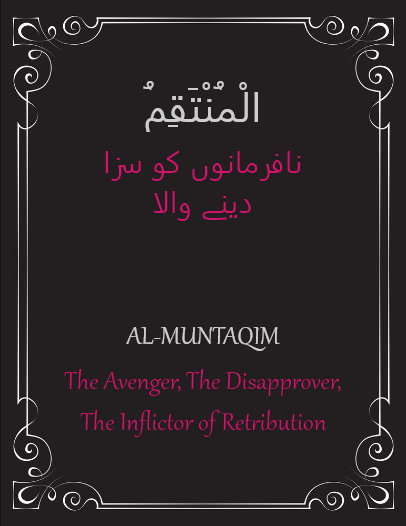 الْمُنْتَقِمُ
نافرمانوں کو سزا
دینے والا
AL-MUNTAQIM
The Avenger, The Disapprover,
The Inflictor of Retribution